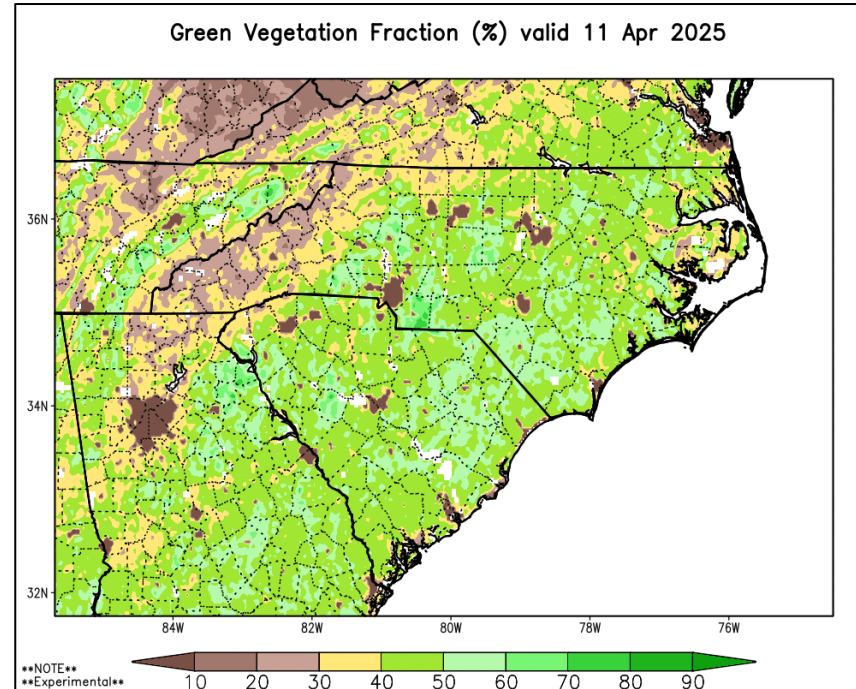 Green Vegetation Fraction (%) valid 11 Apr 2025
36N
34N
32N
84W 82W 80W 78W 76W
**NOTE**
**Experimental**
10 20 30 40 50 60 70 80 90